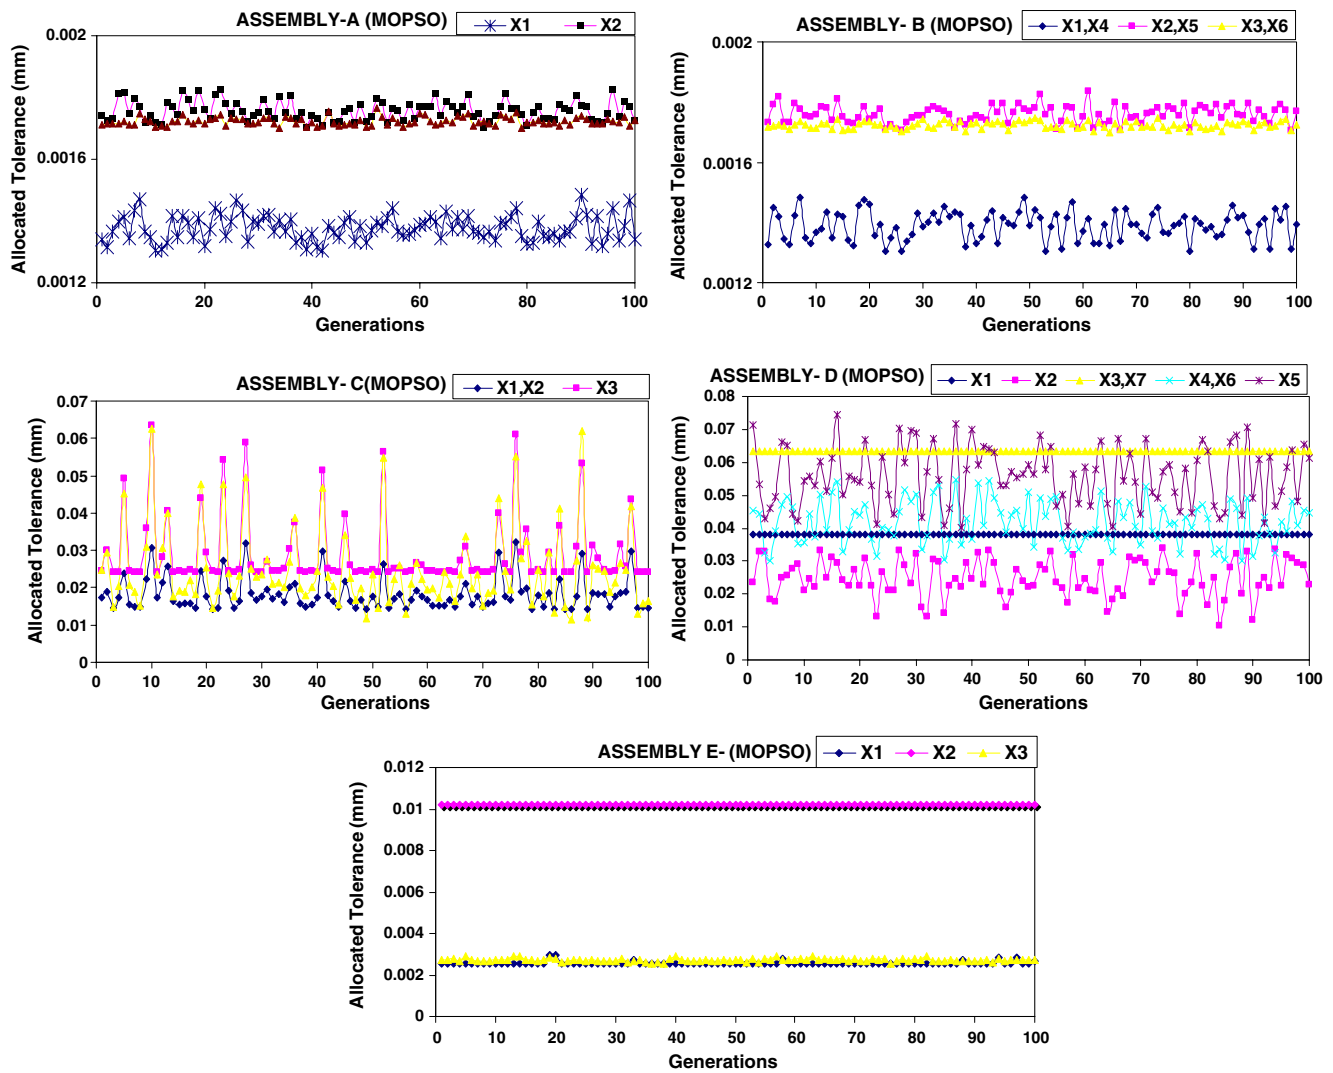 ASSEMBLY-A (MOPSO)
X1 X2
0.002
0.0016
0.0012
Allocated Tolerance (mm)
0 20 40 60 80 100
Generations
ASSEMBLY- B (MOPSO)
X1,X4 X2,X5 X3,X6
0.002
0.0016
0.0012
Allocated Tolerance (mm)
0 10 20 30 40 50 60 70 80 90 100
Generations
ASSEMBLY- C(MOPSO)
X1,X2 X3
0.07
0.06
0.05
0.04
0.03
0.02
0.01
0
Allocated Tolerance (mm)
0 10 20 30 40 50 60 70 80 90 100
Generations
ASSEMBLY- D (MOPSO)
X1 X2 X3,X7 X4,X6 X5
0.08
0.07
0.06
0.05
0.04
0.03
0.02
0.01
0
Allocated Tolerance (mm)
0 10 20 30 40 50 60 70 80 90 100
Generations
ASSEMBLY E- (MOPSO)
X1 X2 X3
0.012
0.01
0.008
0.006
0.004
0.002
0
Allocated Tolerance (mm)
0 10 20 30 40 50 60 70 80 90 100
Generations